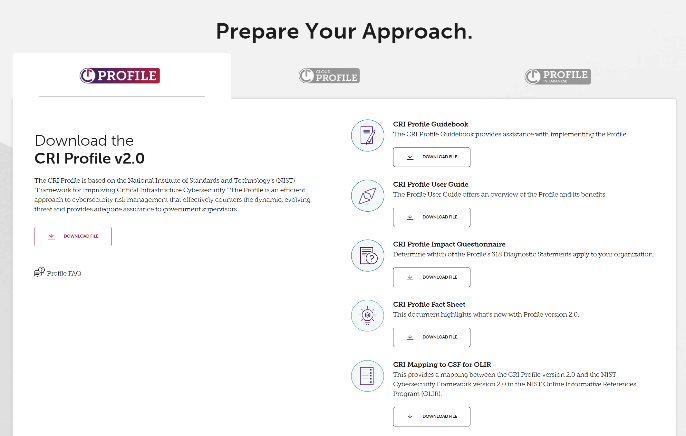 Prepare Your Approach.
PROFILE
CLOUD
PROFILE
PROFILE
Download the
CRI Profile v2.0
The CRI Profile is based on the National Institute of Standards and Technology's (NIST)
"Framework for Improving Critical Infrastructure Cybersecurity." The Profile is an efficient
approach to cybersecurity risk management that effectively counters the dynamic, evolving
threat and provides adequate assurance to government supervisors.
DOWNLOAD FILE
Profile FAQ
CRI Profile Guidebook
The CRI Profile Guidebook provides assistance with implementing the Profile.
DOWNLOAD FILE
CRI Profile User Guide
The Profile User Guide offers an overview of the Profile and its benefits.
DOWNLOAD FILE
CRI Profile Impact Questionnaire
Determine which of the Profile's 318 Diagnostic Statements apply to your organization.
DOWNLOAD FILE
CRI Profile Fact Sheet
This document highlights what's new with Profile version 2.0.
DOWNLOAD FILE
CRI Mapping to CSF for OLIR
This provides a mapping between the CRI Profile version 2.0 and the NIST
Cybersecurity Framework version 2.0 in the NIST Online Informative References
Program (OLIR).
DOWNLOAD FILE